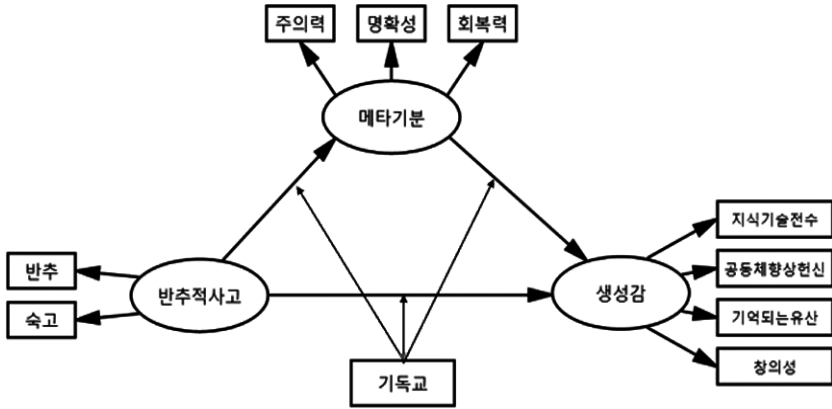 주의력 명확성 회복력
메타기분
지식기술전수
반추
공동체향상헌신
반추적사고
생성감
숙고
기억되는유산
창의성
기독교